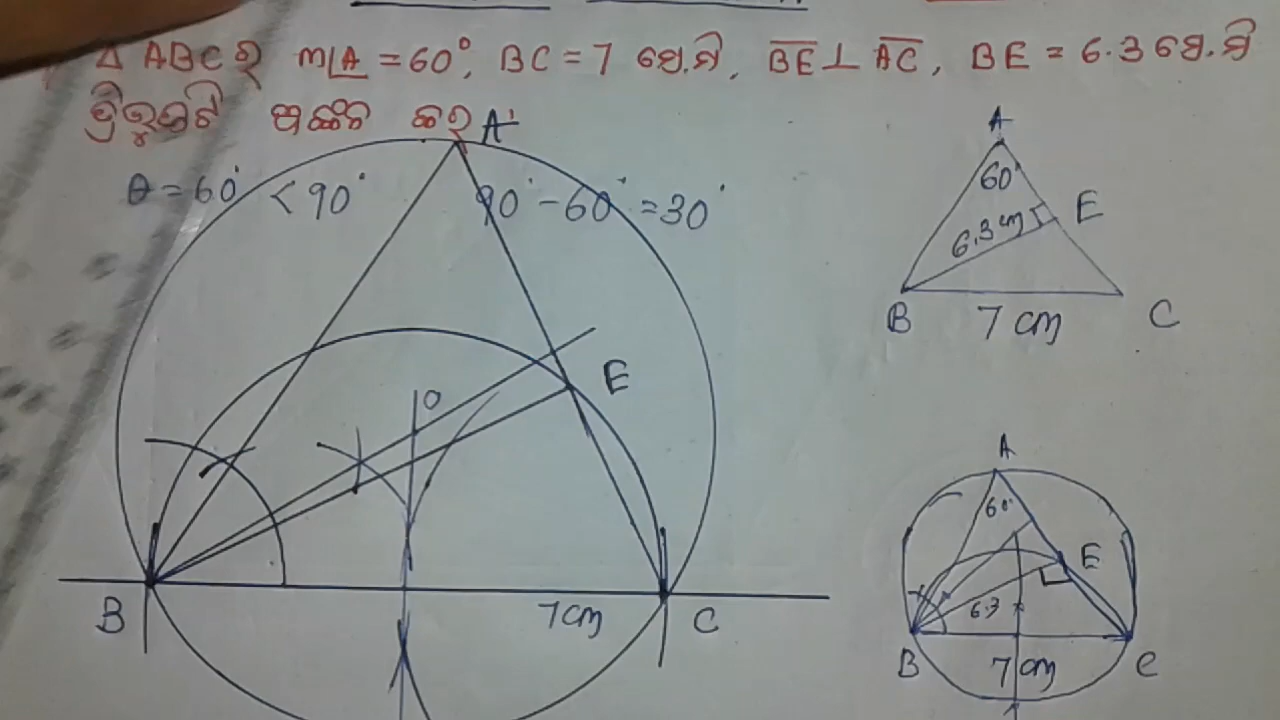 Δ ABC ର m∠A = 60°, BC = 7 ସେ.ମି, BE ⊥ AC, BE = 6.3 ସେ.ମି
ତ୍ରିଭୁଜଟି ଅଙ୍କନ କର
A
θ = 60° < 90°
90° - 60° = 30°
E
O
B
7cm
C
A
60°
E
6.3 cm
B
7 cm
C
A
60°
E
6.3
B
7 cm
C